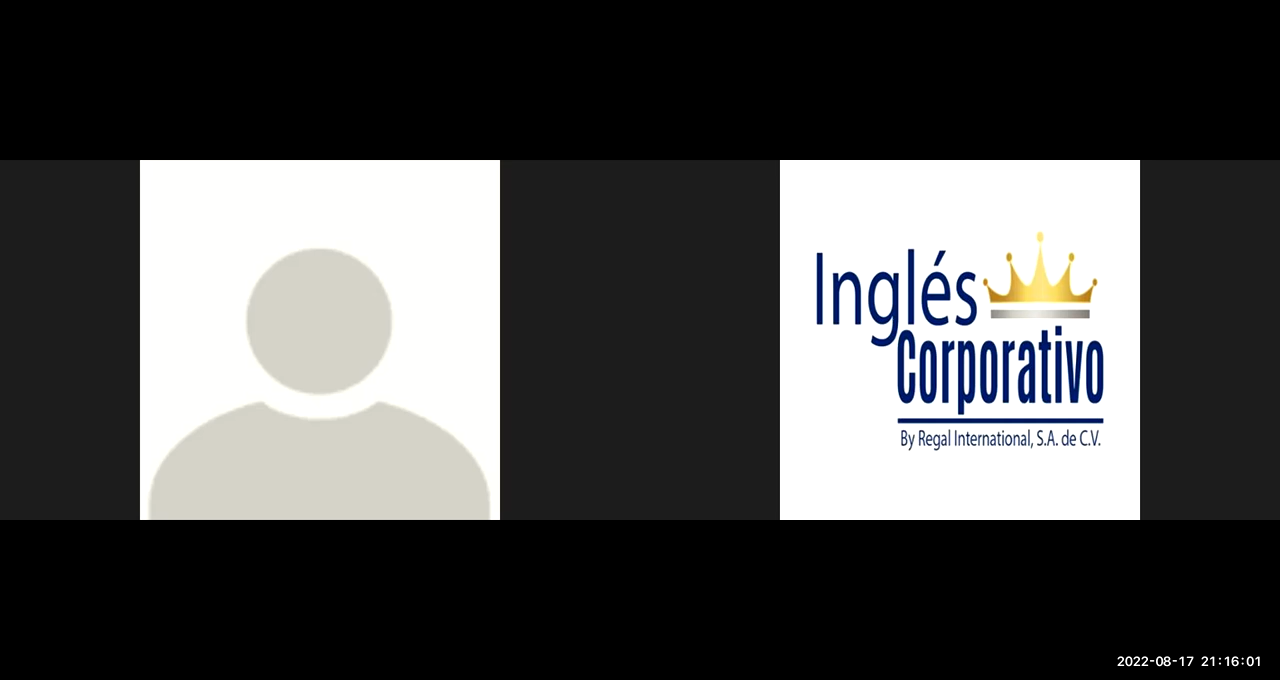 Inglés
Corporativo
By Regal International, S.A. de C.V.
2022-08-17 21:16:01